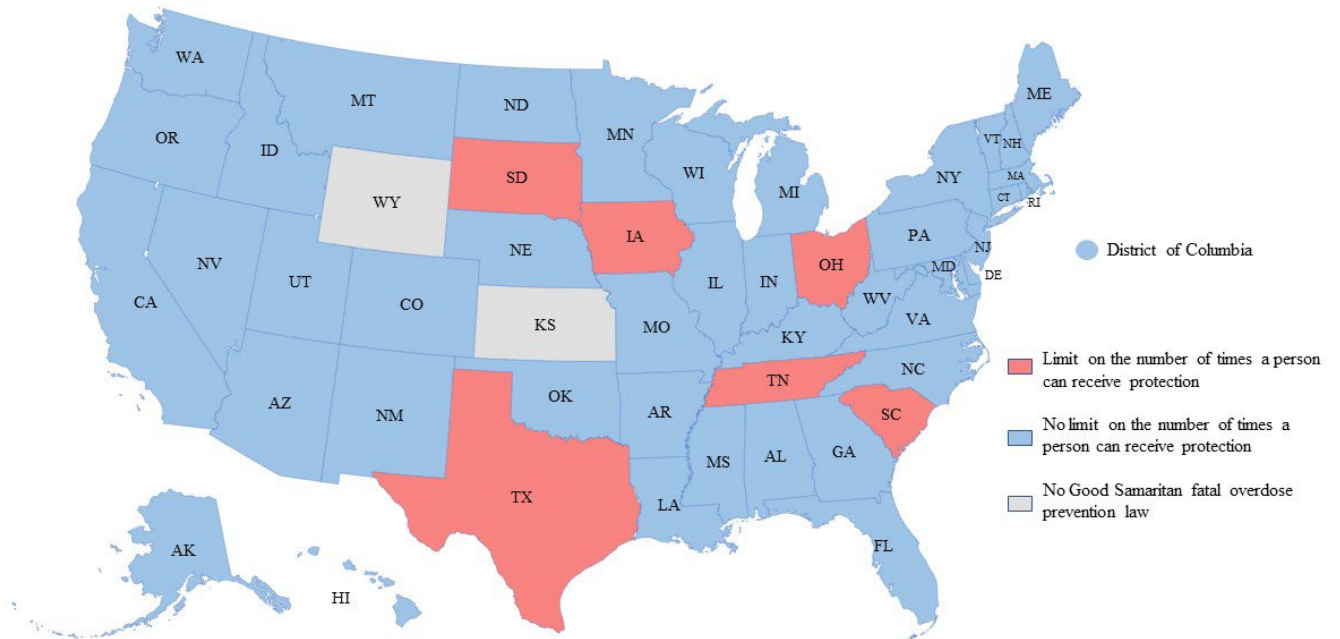 WA
MT
ND
MN
ME
OR
ID
SD
WI
VT
NH
WY
MI
NY
MA
CT
RI
IA
NE
PA
NJ
District of Columbia
NV
UT
OH
MD
DE
CA
CO
IL
IN
WV
KS
MO
VA
KY
Limit on the number of times a person
can receive protection
TN
NC
AZ
NM
OK
AR
SC
No limit on the number of times a
person can receive protection
MS
AL
GA
TX
LA
No Good Samaritan fatal overdose
prevention law
AK
FL
HI